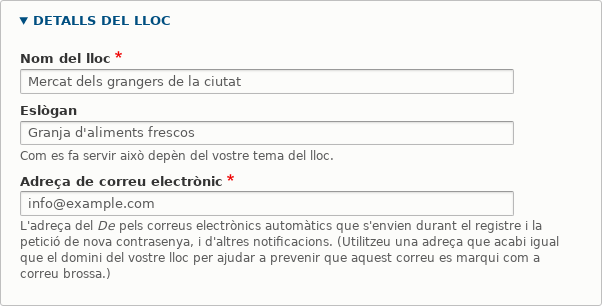 DETALLS DEL LLOC
Nom del lloc *
Mercat dels grangers de la ciutat
Eslògan
Granja d'aliments frescos
Com es fa servir això depèn del vostre tema del lloc.
Adreça de correu electrònic *
info@example.com
L'adreça del De pels correus electrònics automàtics que s'envien durant el registre i la
petició de nova contrasenya, i d'altres notificacions. (Utilitzeu una adreça que acabi igual
que el domini del vostre lloc per ajudar a prevenir que aquest correu es marqui com a
correu brossa.)